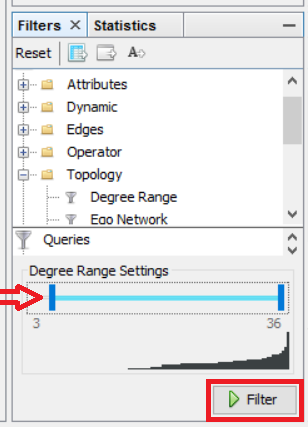 Filters × Statistics
Reset A
Attributes
Dynamic
Edges
Operator
Topology
Degree Range
Ego Network
Queries
Degree Range Settings
3 36
Filter